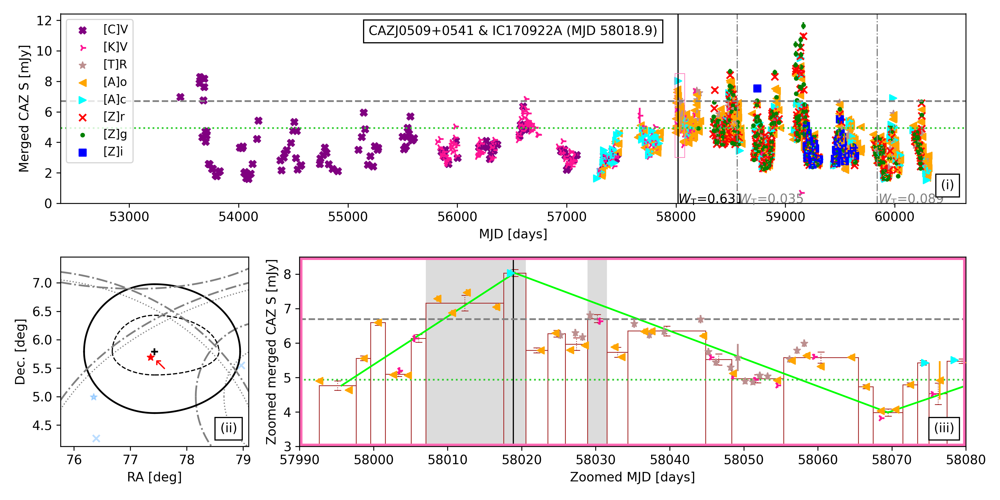 Merged CAZ S [mJy]
12
10
8
6
4
2
0
[C]V
[K]V
[T]R
[A]o
[A]c
[Z]r
[Z]g
[Z]i
CAZJ0509+0541 & IC170922A (MJD 58018.9)
W_T=0.631
W_T=0.035
W_T=0.089
(i)
53000 54000 55000 56000 57000 58000 59000 60000
MJD [days]
Dec. [deg]
7.0
6.5
6.0
5.5
5.0
4.5
(ii)
76 77 78 79
RA [deg]
Zoomed merged CAZ S [mJy]
8
7
6
5
4
3
(iii)
57990 58000 58010 58020 58030 58040 58050 58060 58070 58080
Zoomed MJD [days]